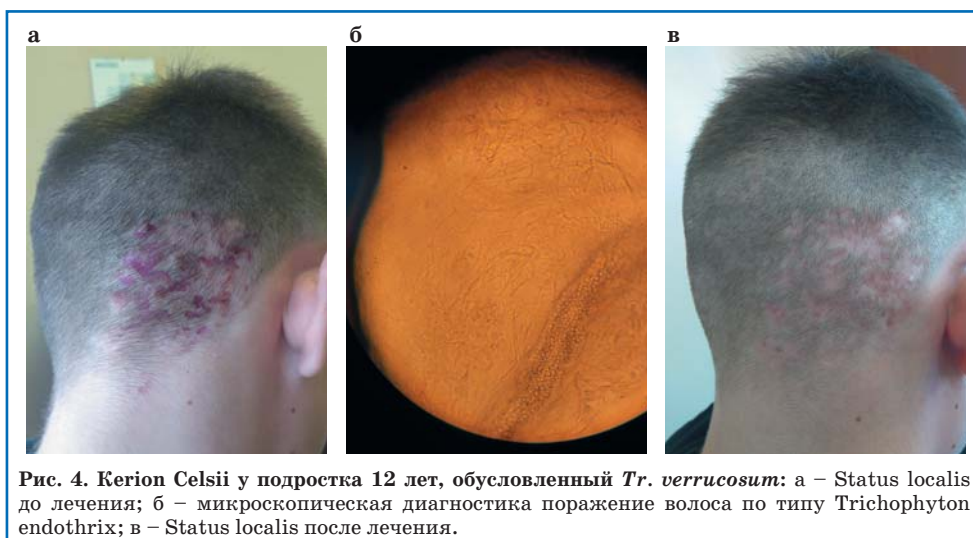 а
б
в
Рис. 4. Kerion Celsii у подростка 12 лет, обусловленный Tr. verrucosum: а – Status localis
до лечения; б – микроскопическая диагностика поражение волоса по типу Trichophyton
endothrix; в – Status localis после лечения.